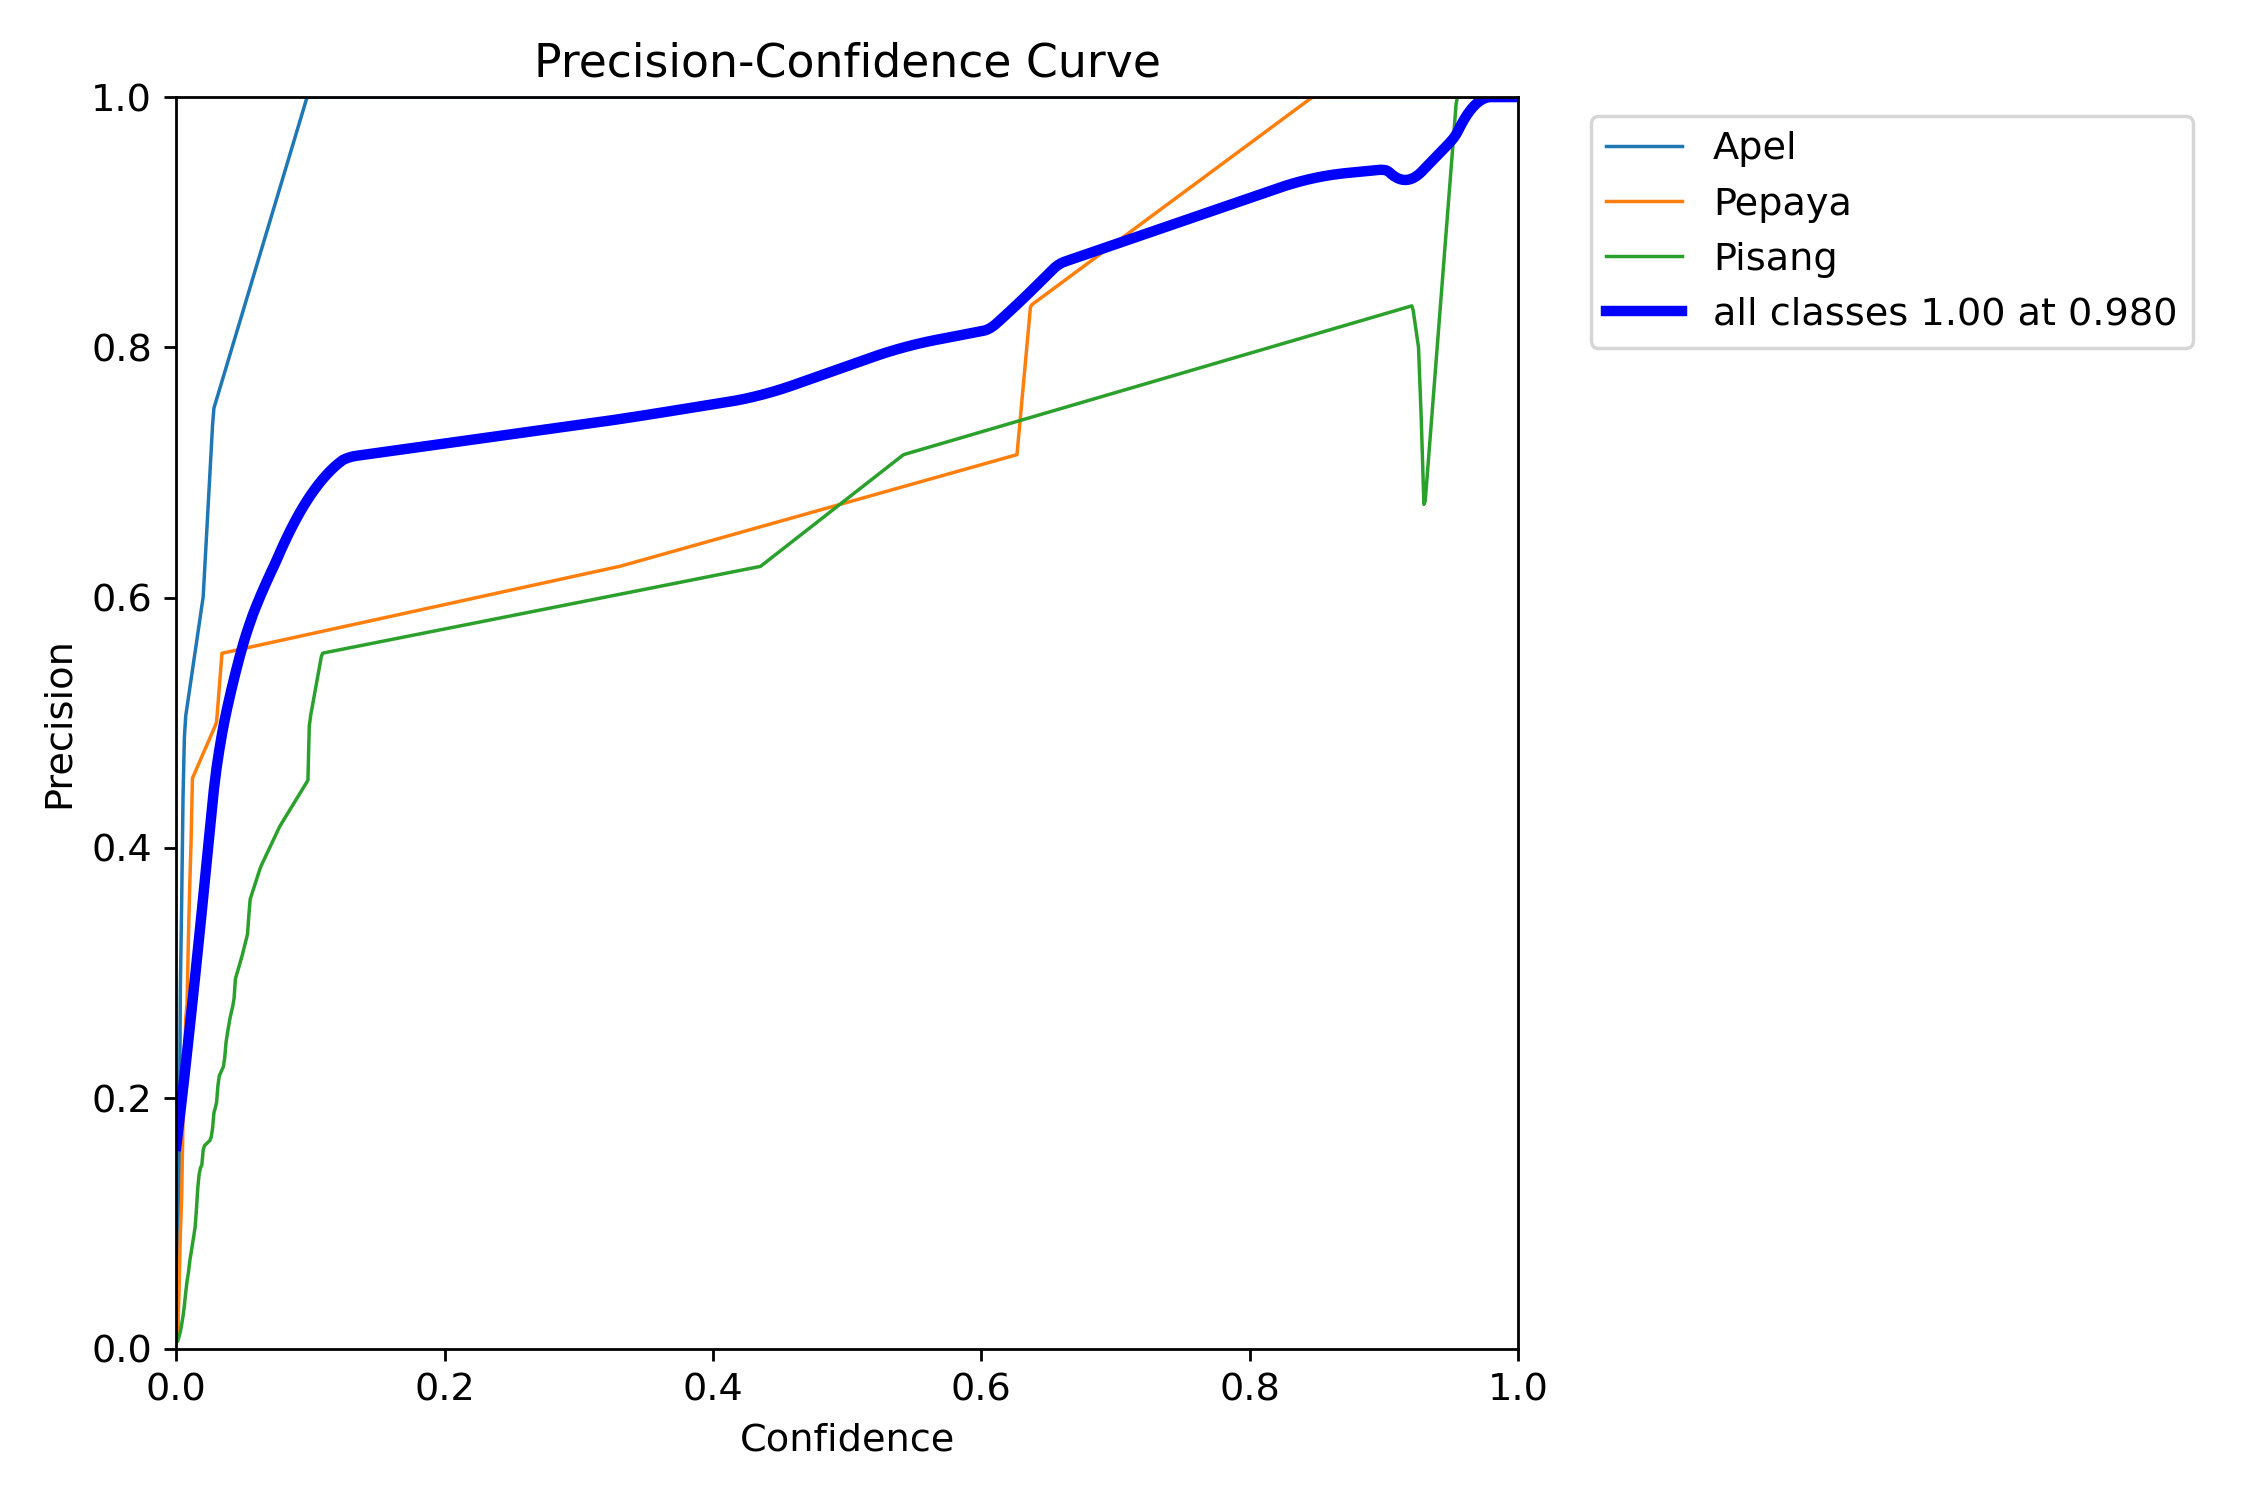 Precision-Confidence Curve
1.0
0.8
0.6
0.4
0.2
0.0
Precision
0.0 0.2 0.4 0.6 0.8 1.0
Confidence
Apel
Pepaya
Pisang
all classes 1.00 at 0.980